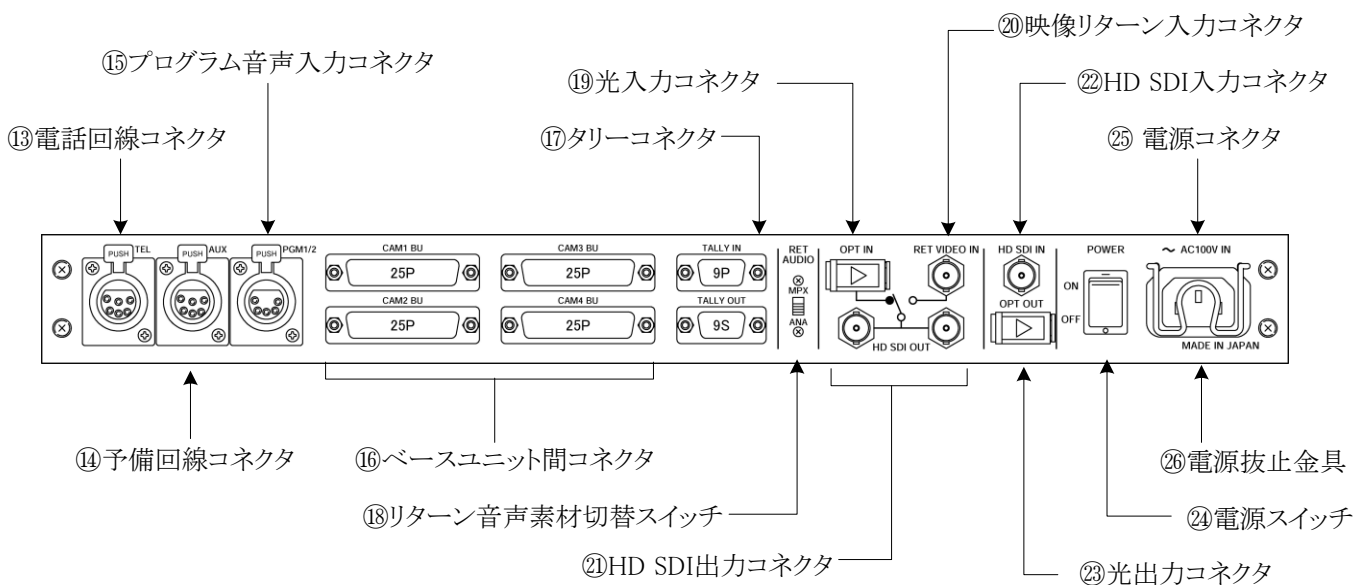 ⑳映像リターン入力コネクタ
⑮プログラム音声入力コネクタ
⑲光入力コネクタ
㉒HD SDI入力コネクタ
⑬電話回線コネクタ
⑰タリーコネクタ
㉕ 電源コネクタ
PUSH TEL
PUSH AUX
PUSH PGM1/2
CAM1 BU
25P
CAM3 BU
25P
CAM2 BU
25P
CAM4 BU
25P
TALLY IN
9P
TALLY OUT
9S
RET
AUDIO
MPX
ANA
OPT IN
RET VIDEO IN
HD SDI OUT
HD SDI IN
OPT OUT
POWER
ON
OFF
～ AC100V IN
MADE IN JAPAN
⑭予備回線コネクタ
⑯ベースユニット間コネクタ
㉖電源抜止金具
⑱リターン音声素材切替スイッチ
㉔電源スイッチ
㉑HD SDI出力コネクタ
㉓光出力コネクタ